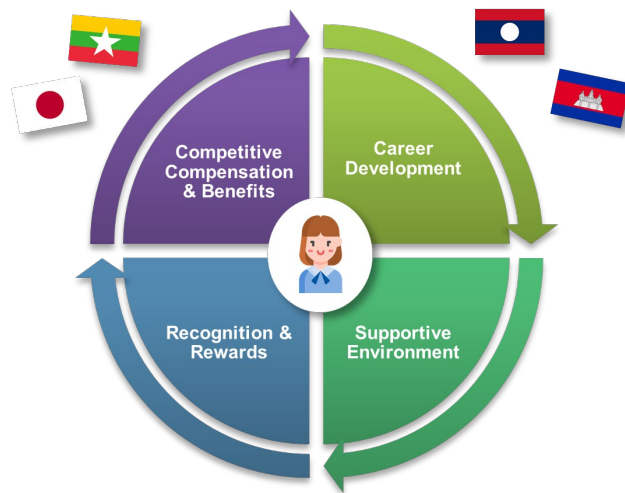 Competitive
Compensation
& Benefits
Career
Development
Recognition &
Rewards
Supportive
Environment